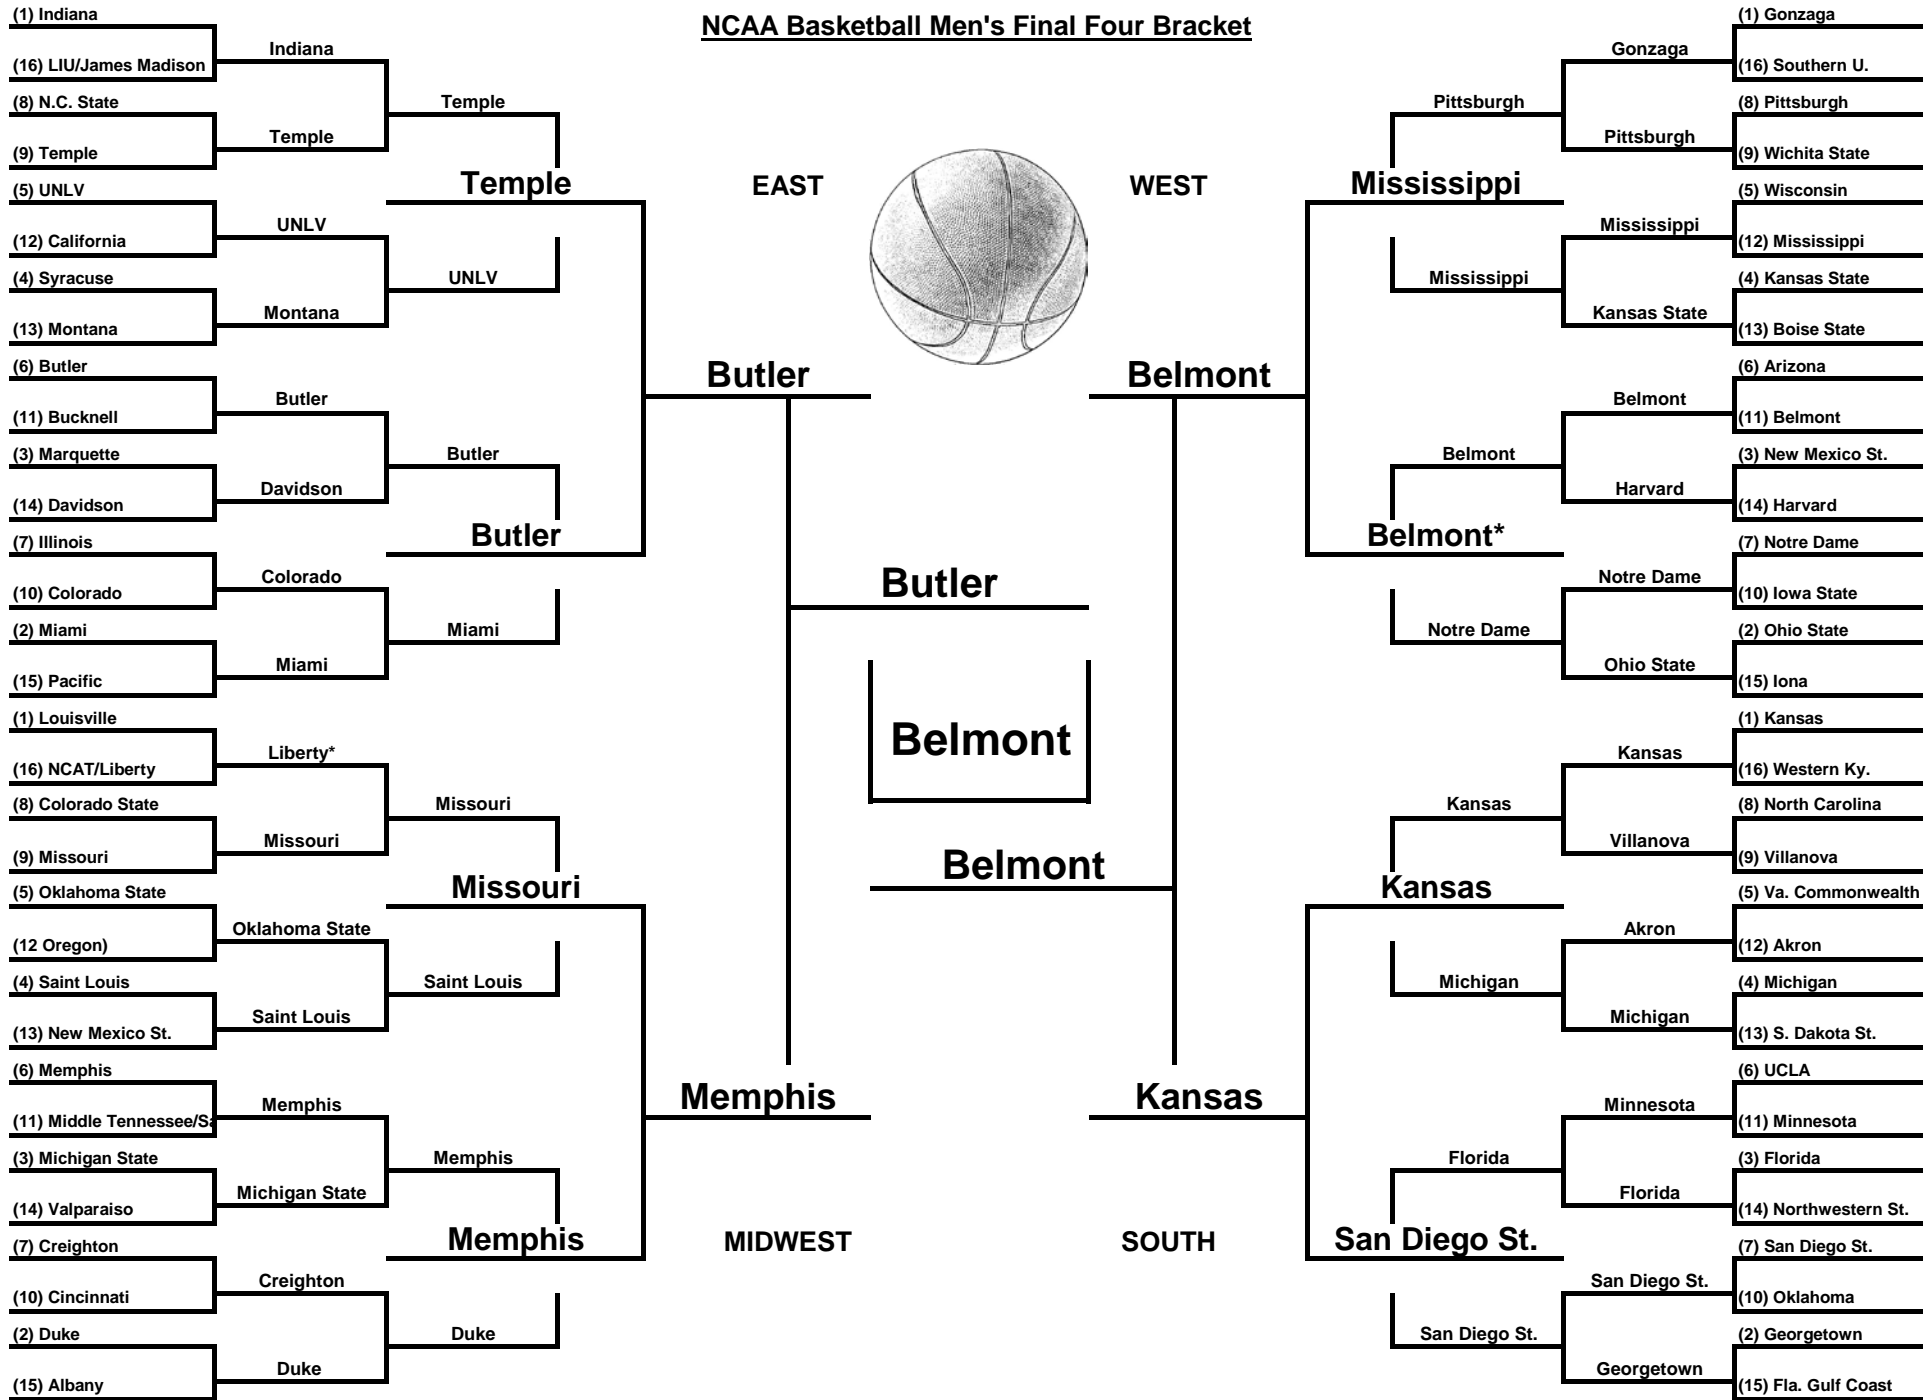 NCAA Basketball Men's Final Four Bracket
(1) Indiana
(16) LIU/James Madison
(8) N.C. State
(9) Temple
(5) UNLV
(12) California
(4) Syracuse
(13) Montana
(6) Butler
(11) Bucknell
(3) Marquette
(14) Davidson
(7) Illinois
(10) Colorado
(2) Miami
(15) Pacific
(1) Louisville
(16) NCAT/Liberty
(8) Colorado State
(9) Missouri
(5) Oklahoma State
(12 Oregon)
(4) Saint Louis
(13) New Mexico St.
(6) Memphis
(11) Middle Tennessee/Sa
(3) Michigan State
(14) Valparaiso
(7) Creighton
(10) Cincinnati
(2) Duke
(15) Albany
Indiana
Temple
UNLV
Montana
Butler
Davidson
Colorado
Miami
Liberty*
Missouri
Oklahoma State
Saint Louis
Memphis
Michigan State
Creighton
Duke
Temple
UNLV
Butler
Miami
Missouri
Saint Louis
Memphis
Duke
Temple
Butler
Missouri
Memphis
EAST
MIDWEST
Butler
Memphis
Butler
Belmont
Belmont
WEST
SOUTH
Belmont
Kansas
Mississippi
Belmont*
Kansas
San Diego St.
Pittsburgh
Mississippi
Belmont
Notre Dame
Kansas
Michigan
Florida
San Diego St.
Gonzaga
Pittsburgh
Mississippi
Kansas State
Belmont
Harvard
Notre Dame
Ohio State
Kansas
Villanova
Akron
Michigan
Minnesota
Florida
San Diego St.
Georgetown
(1) Gonzaga
(16) Southern U.
(8) Pittsburgh
(9) Wichita State
(5) Wisconsin
(12) Mississippi
(4) Kansas State
(13) Boise State
(6) Arizona
(11) Belmont
(3) New Mexico St.
(14) Harvard
(7) Notre Dame
(10) Iowa State
(2) Ohio State
(15) Iona
(1) Kansas
(16) Western Ky.
(8) North Carolina
(9) Villanova
(5) Va. Commonwealth
(12) Akron
(4) Michigan
(13) S. Dakota St.
(6) UCLA
(11) Minnesota
(3) Florida
(14) Northwestern St.
(7) San Diego St.
(10) Oklahoma
(2) Georgetown
(15) Fla. Gulf Coast